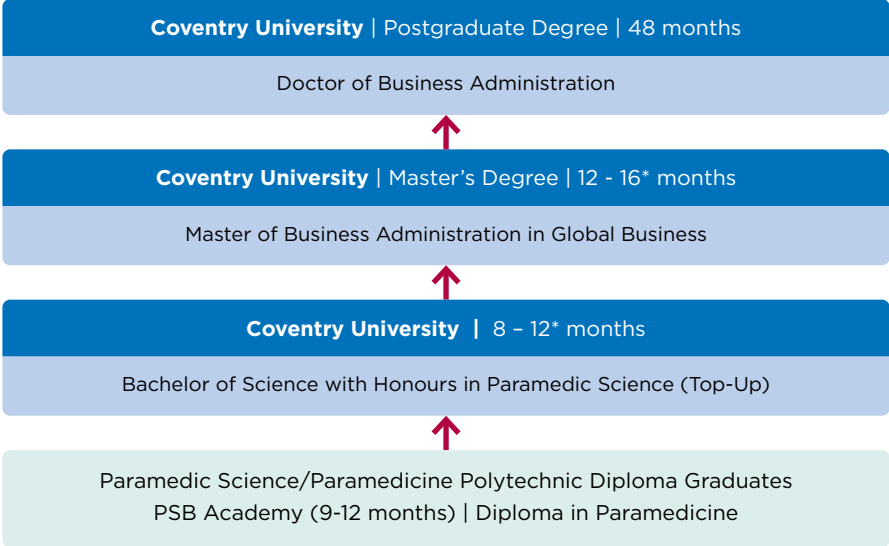 Coventry University | Postgraduate Degree | 48 months
Doctor of Business Administration
Coventry University | Master's Degree | 12 - 16* months
Master of Business Administration in Global Business
Coventry University | 8 – 12* months
Bachelor of Science with Honours in Paramedic Science (Top-Up)
Paramedic Science/Paramedicine Polytechnic Diploma Graduates
PSB Academy (9-12 months) | Diploma in Paramedicine